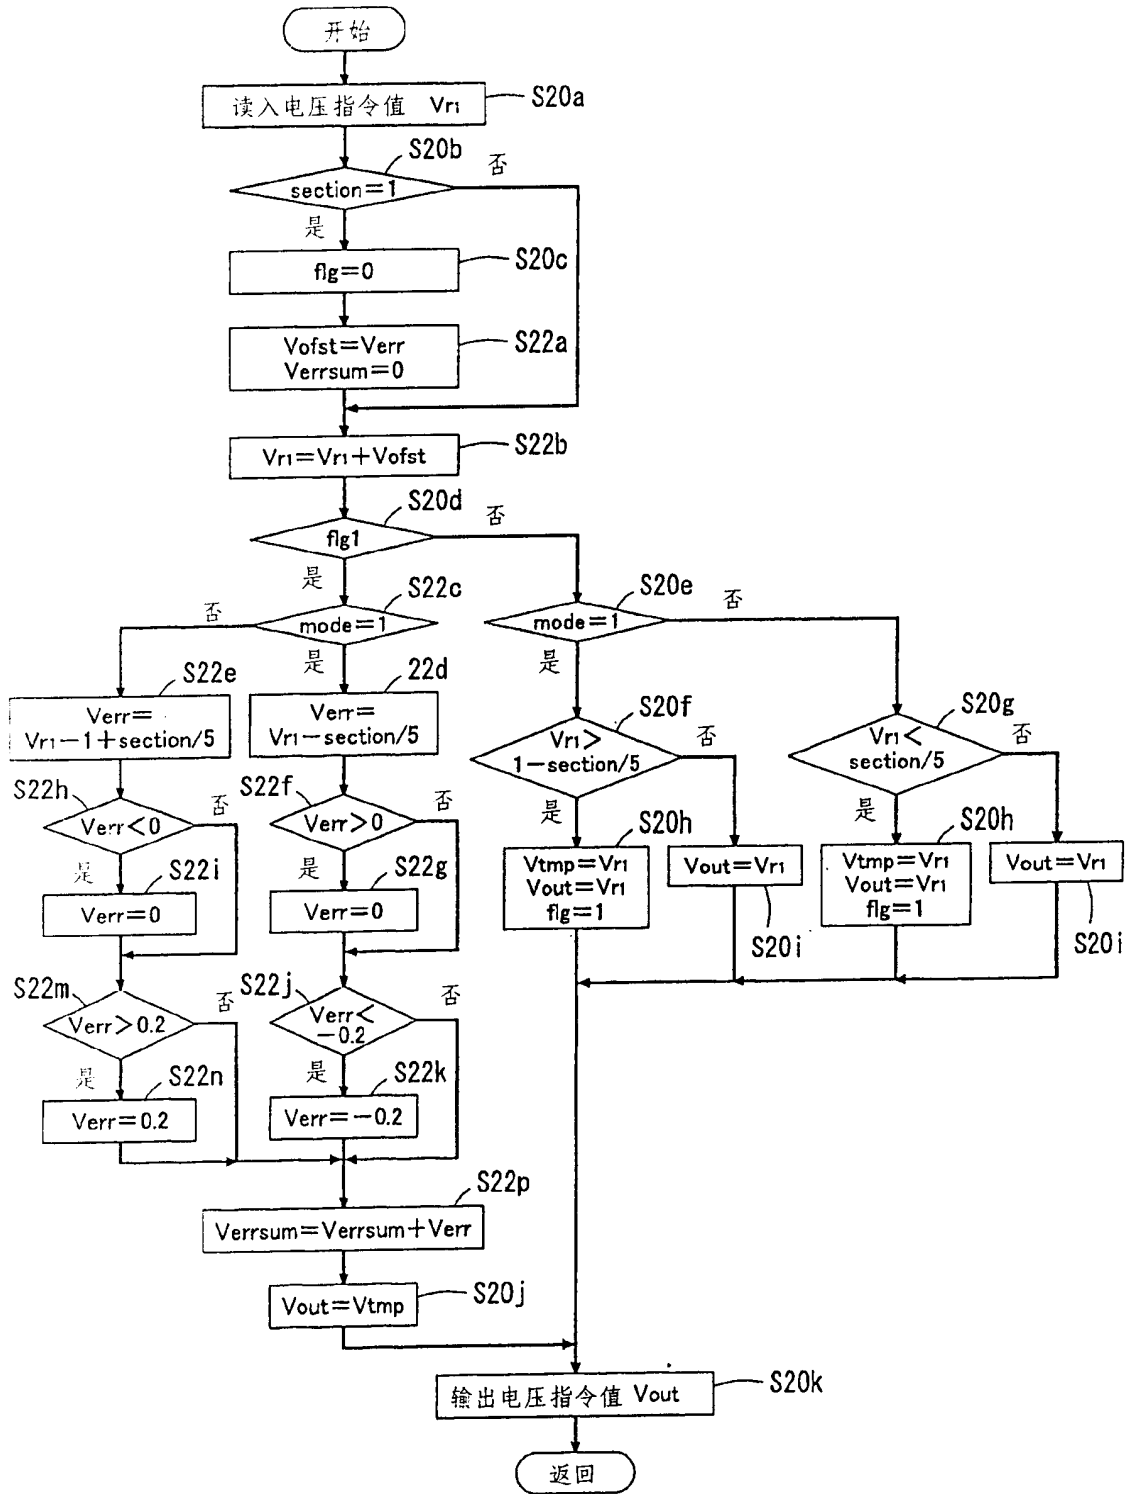 开始
读入电压指令值 Vr1
S20a
S20b
section=1
否
是
flg=0
S20c
Vofst=Verr
Verrsum=0
S22a
Vr1=Vr1+Vofst
S22b
S20d
flg1
否
是
S22c
mode=1
否
是
S20e
mode=1
否
是
S22e
Verr=
Vr1-1+section/5
22d
Verr=
Vr1-section/5
S20f
Vr1>
1-section/5
否
是
S20g
Vr1<
section/5
否
是
S22h
Verr<0
否
是
S22f
Verr>0
否
是
S20h
Vtmp=Vr1
Vout=Vr1
flg=1
Vout=Vr1
S20i
S20h
Vtmp=Vr1
Vout=Vr1
flg=1
Vout=Vr1
S20i
S22i
Verr=0
S22g
Verr=0
S22m
Verr>0.2
否
是
S22j
Verr<
-0.2
否
是
S22n
Verr=0.2
S22k
Verr=-0.2
S22p
Verrsum=Verrsum+Verr
Vout=Vtmp
S20j
输出电压指令值 Vout
S20k
返回